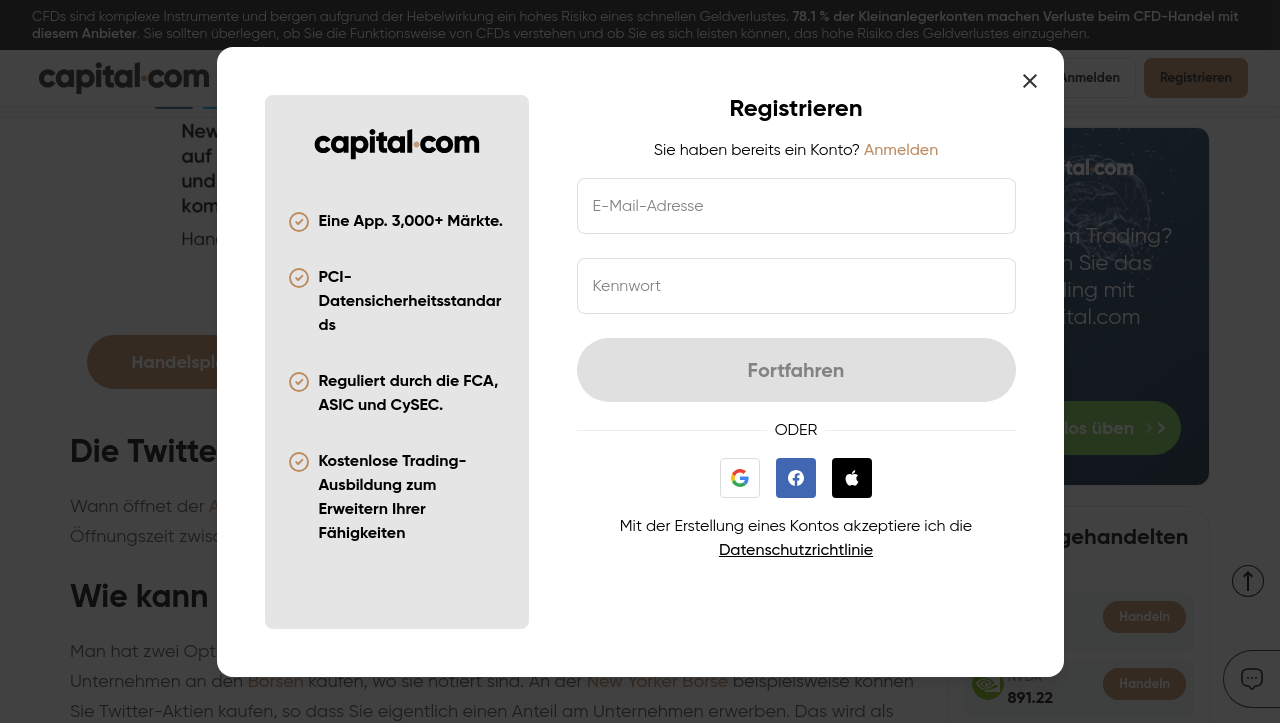 CFDs sind komplexe Instrumente und bergen aufgrund der Hebelwirkung ein hohes Risiko eines schnellen Geldverlustes. 78.1 % der Kleinanlegerkonten machen Verluste beim CFD-Handel mit
diesem Anbieter. Sie sollten überlegen, ob Sie die Funktionsweise von CFDs verstehen und ob Sie es sich leisten können, das hohe Risiko des Geldverlustes einzugehen.
capital.com
Anmelden
Registrieren
capital.com
Eine App. 3,000+ Märkte.
PCI-
Datensicherheitsstandar
ds
Reguliert durch die FCA,
ASIC und CySEC.
Kostenlose Trading-
Ausbildung zum
Erweitern Ihrer
Fähigkeiten
Registrieren
Sie haben bereits ein Konto? Anmelden
E-Mail-Adresse
Kennwort
Fortfahren
ODER
Mit der Erstellung eines Kontos akzeptiere ich die
Datenschutzrichtlinie
New
auf
und
kom
Hand
Handelspl
Die Twitte
Wann öffnet der A
Öffnungszeit zwisc
Wie kann
Man hat zwei Opt
Unternehmen an den Börsen kaufen, wo sie notiert sind. An der New Yorker Börse beispielsweise können
Sie Twitter-Aktien kaufen, so dass Sie eigentlich einen Anteil am Unternehmen erwerben. Das wird als
tal com
m Trading?
n Sie das
ling mit
ital.com
los üben
gehandelten
Handeln
NVDA
891.22
Handeln